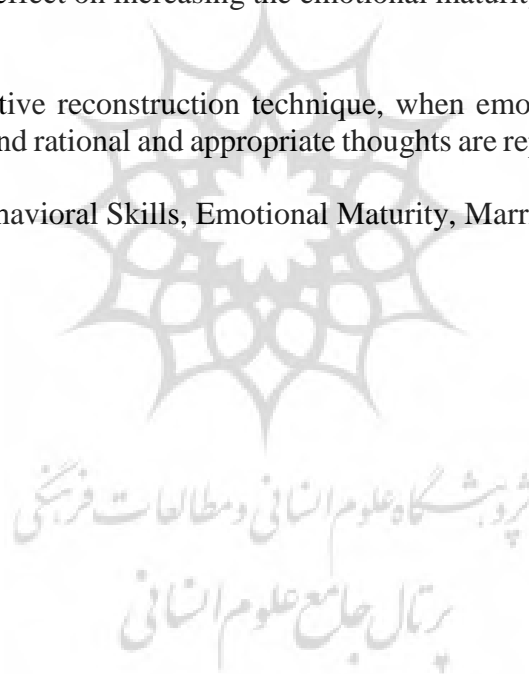 effect on increasing the emotional maturit
tive reconstruction technique, when emo
nd rational and appropriate thoughts are re
havioral Skills, Emotional Maturity, Marr
پژوهشگاه علوم انسانی و مطالعات فرهنگی
پرتال جامع علوم انسانی